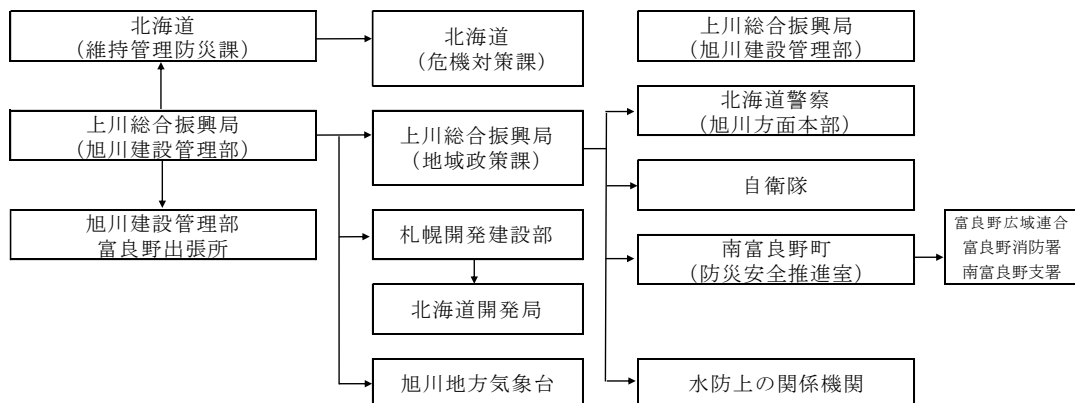 北海道
（維持管理防災課）
北海道
（危機対策課）
上川総合振興局
（旭川建設管理部）
上川総合振興局
（旭川建設管理部）
上川総合振興局
（地域政策課）
北海道警察
（旭川方面本部）
自衛隊
旭川建設管理部
富良野出張所
札幌開発建設部
南富良野町
（防災安全推進室）
富良野広域連合
富良野消防署
南富良野支署
北海道開発局
旭川地方気象台
水防上の関係機関